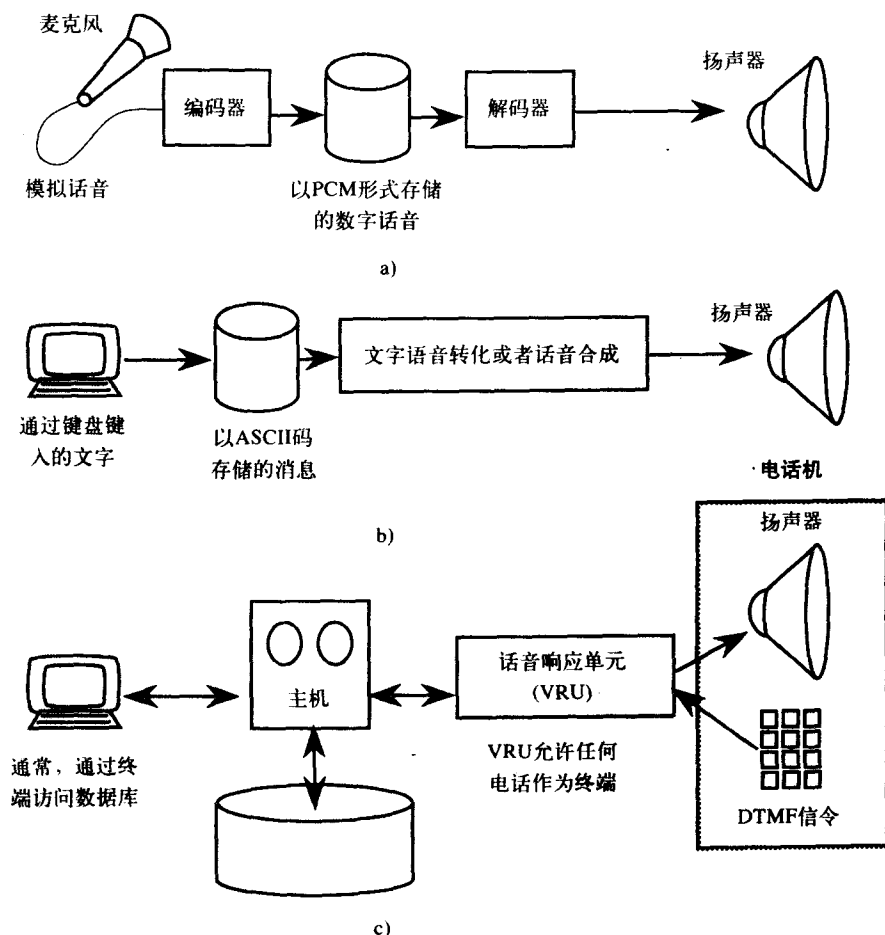 麦克风
编码器
解码器
扬声器
模拟话音
以PCM形式存储
的数字话音
a)
扬声器
文字语音转化或者话音合成
通过键盘键
入的文字
以ASCII码
存储的消息
电话机
b)
扬声器
主机
话音响应单元
(VRU)
通常，通过终
端访问数据库
VRU允许任何
电话作为终端
DTMF信令
c)